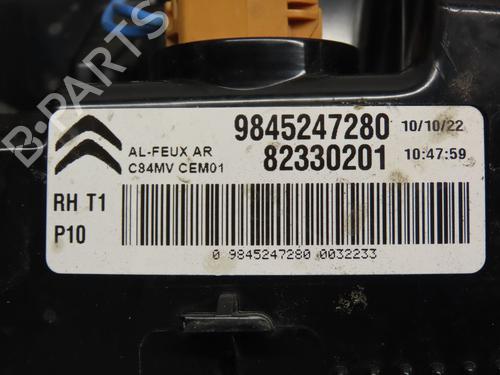 9845247280 10/10/22
AL-FEUX AR 82330201 10:47:59
C84MV CEM01
RH T1
P10
0 9845247280 0032233
B-PARTS